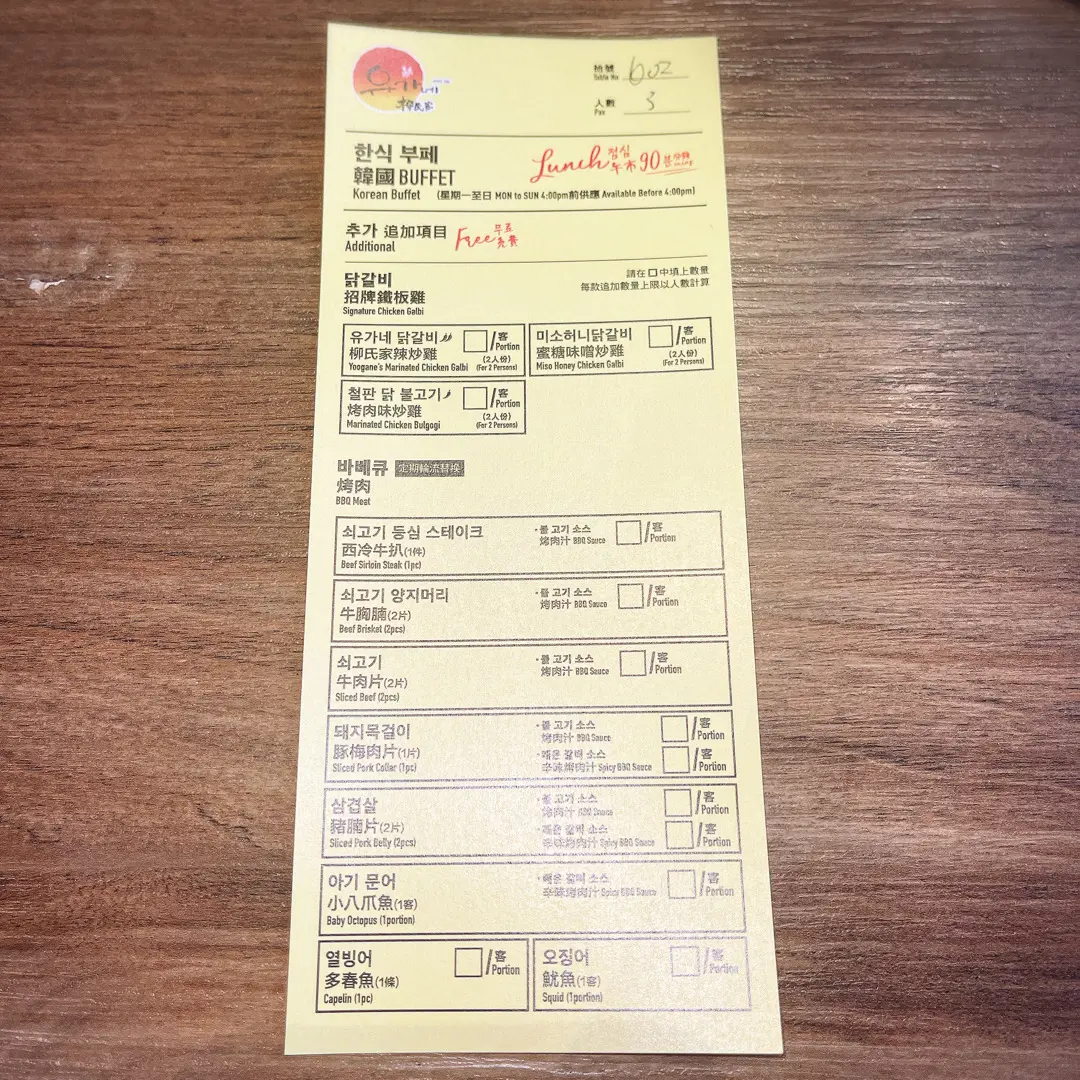 유가네
柳氏家
枱號
Table No 602
人數
Pax 3
한식 부페
韓國 BUFFET
Korean Buffet (星期一至日 MON to SUN 4:00pm前供應 Available Before 4:00pm)
Lunch 점심 午市 90분 分鐘 mins
추가 追加項目
Additional
Free 무료 免費
닭갈비
招牌鐵板雞
Signature Chicken Galbi
請在□中填上數量
每款追加數量上限以人數計算
유가네 닭갈비
柳氏家辣炒雞
Yoogane's Marinated Chicken Galbi
/客 Portion
(2人份)
(For 2 Persons)
미소허니닭갈비
蜜糖味噌炒雞
Miso Honey Chicken Galbi
/客 Portion
(2人份)
(For 2 Persons)
철판 닭 불고기
烤肉味炒雞
Marinated Chicken Bulgogi
/客 Portion
(2人份)
(For 2 Persons)
바베큐 定期輪流替換
烤肉
BBQ Meat
쇠고기 등심 스테이크
西冷牛扒(1件)
Beef Sirloin Steak (1pc)
·불고기 소스
烤肉汁 BBQ Sauce
/客 Portion
쇠고기 양지머리
牛胸腩(2片)
Beef Brisket (2pcs)
·불고기 소스
烤肉汁 BBQ Sauce
/客 Portion
쇠고기
牛肉片(2片)
Sliced Beef (2pcs)
·불고기 소스
烤肉汁 BBQ Sauce
/客 Portion
돼지목걸이
豚梅肉片(1片)
Sliced Pork Collar (1pc)
·불고기 소스
烤肉汁 BBQ Sauce
/客 Portion
·매운 갈비 소스
辛味烤肉汁 Spicy BBQ Sauce
/客 Portion
삼겹살
豬腩片(2片)
Sliced Pork Belly (2pcs)
·불고기 소스
烤肉汁 BBQ Sauce
/客 Portion
·매운 갈비 소스
辛味烤肉汁 Spicy BBQ Sauce
/客 Portion
아기 문어
小八爪魚(1客)
Baby Octopus (1portion)
·매운 갈비 소스
辛味烤肉汁 Spicy BBQ Sauce
/客 Portion
열빙어
多春魚(1條)
Capelin (1pc)
/客 Portion
오징어
魷魚(1客)
Squid (1portion)
/客 Portion